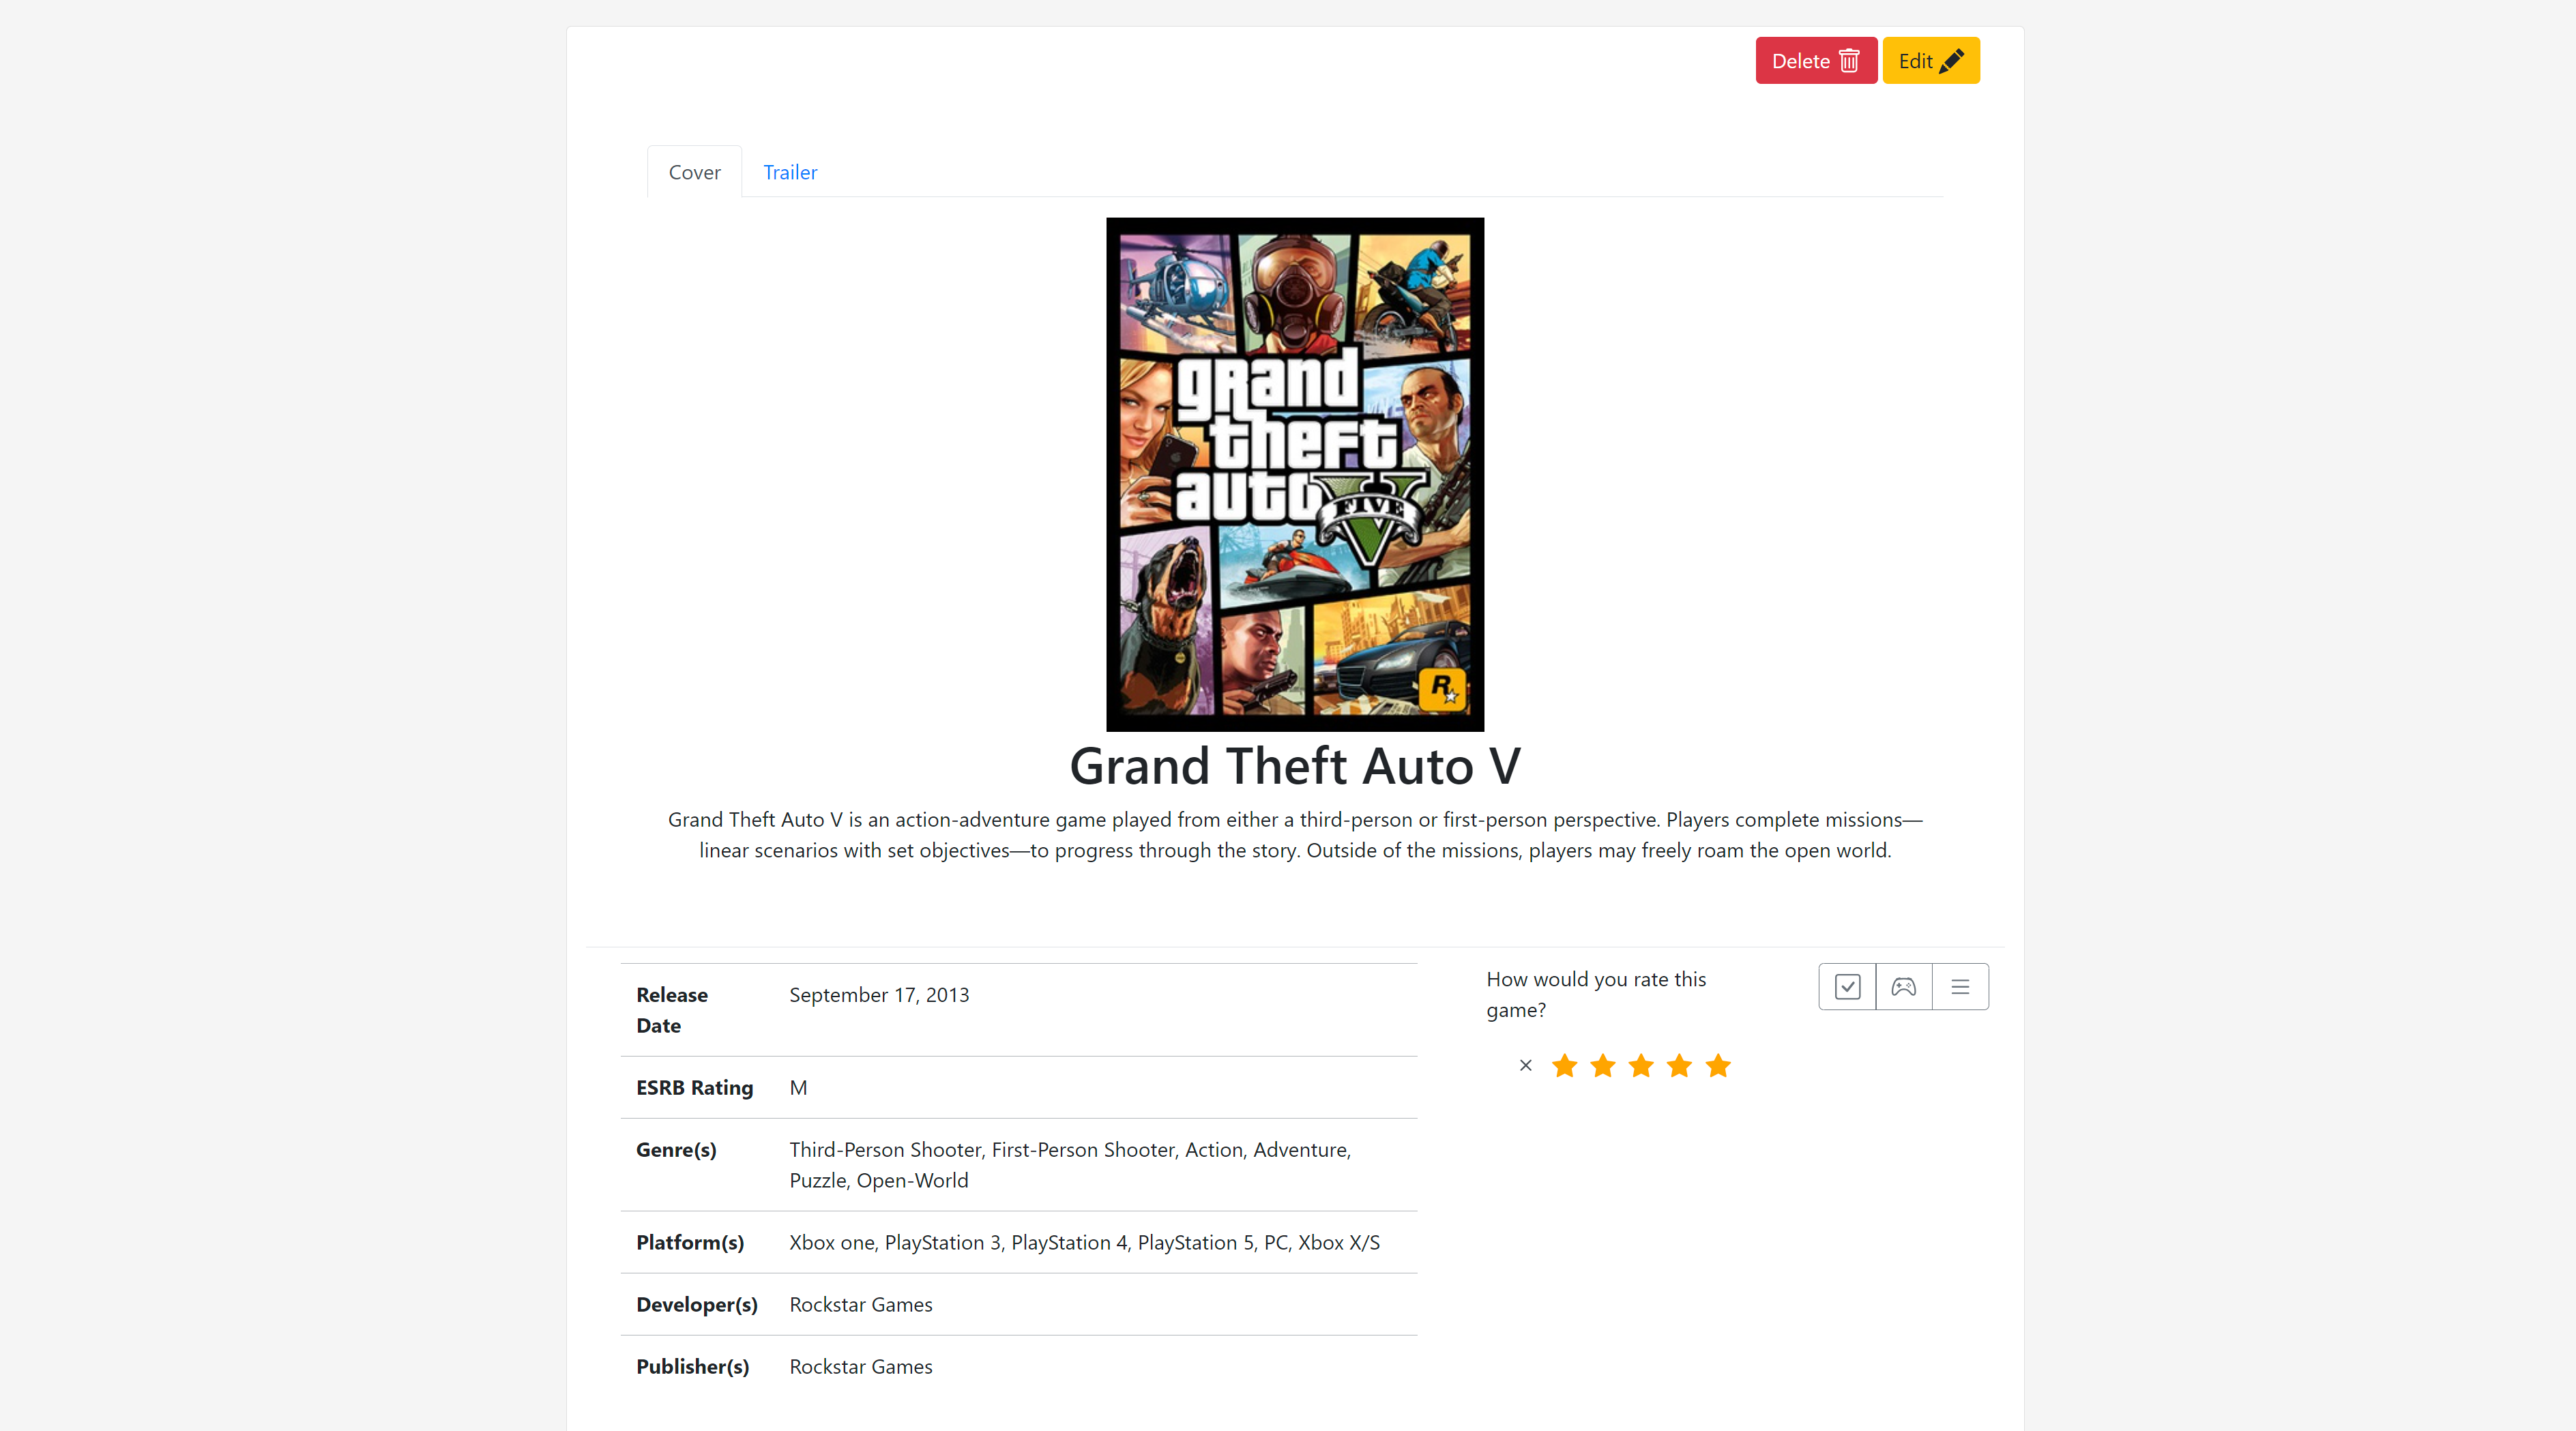 Delete
Edit
Cover
Trailer
grand
theft
auto V
FIVE
R
Grand Theft Auto V
Grand Theft Auto V is an action-adventure game played from either a third-person or first-person perspective. Players complete missions—
linear scenarios with set objectives—to progress through the story. Outside of the missions, players may freely roam the open world.
Release
Date
September 17, 2013
ESRB Rating
M
Genre(s)
Third-Person Shooter, First-Person Shooter, Action, Adventure,
Puzzle, Open-World
Platform(s)
Xbox one, PlayStation 3, PlayStation 4, PlayStation 5, PC, Xbox X/S
Developer(s)
Rockstar Games
Publisher(s)
Rockstar Games
How would you rate this
game?